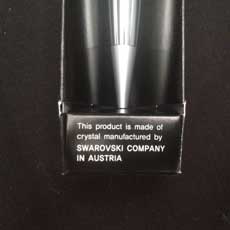 This product is made of
crystal manufactured by
SWAROVSKI COMPANY
IN AUSTRIA